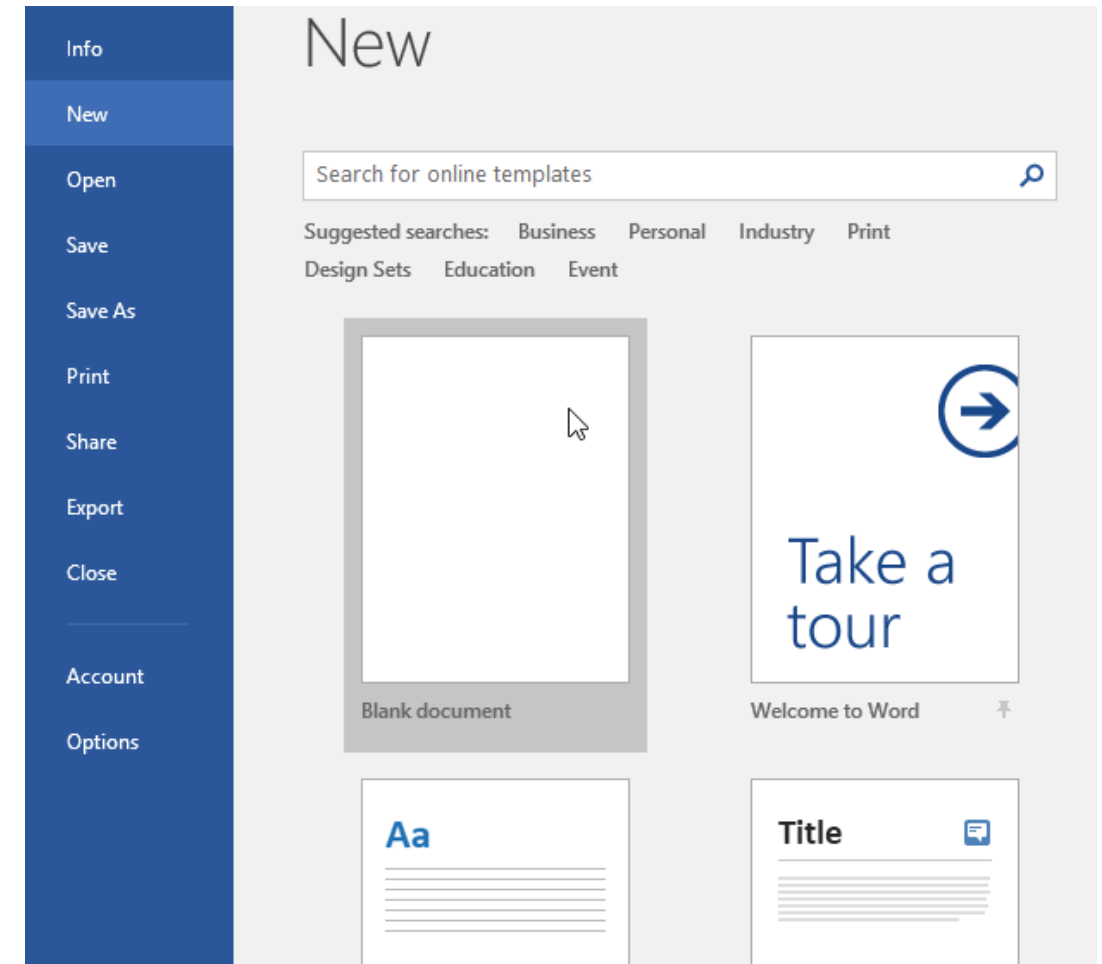 Info
New
Open
Save
Save As
Print
Share
Export
Close
Account
Options
New
Search for online templates
Suggested searches: Business Personal Industry Print
Design Sets Education Event
Take a
tour
Blank document
Welcome to Word
Aa
Title